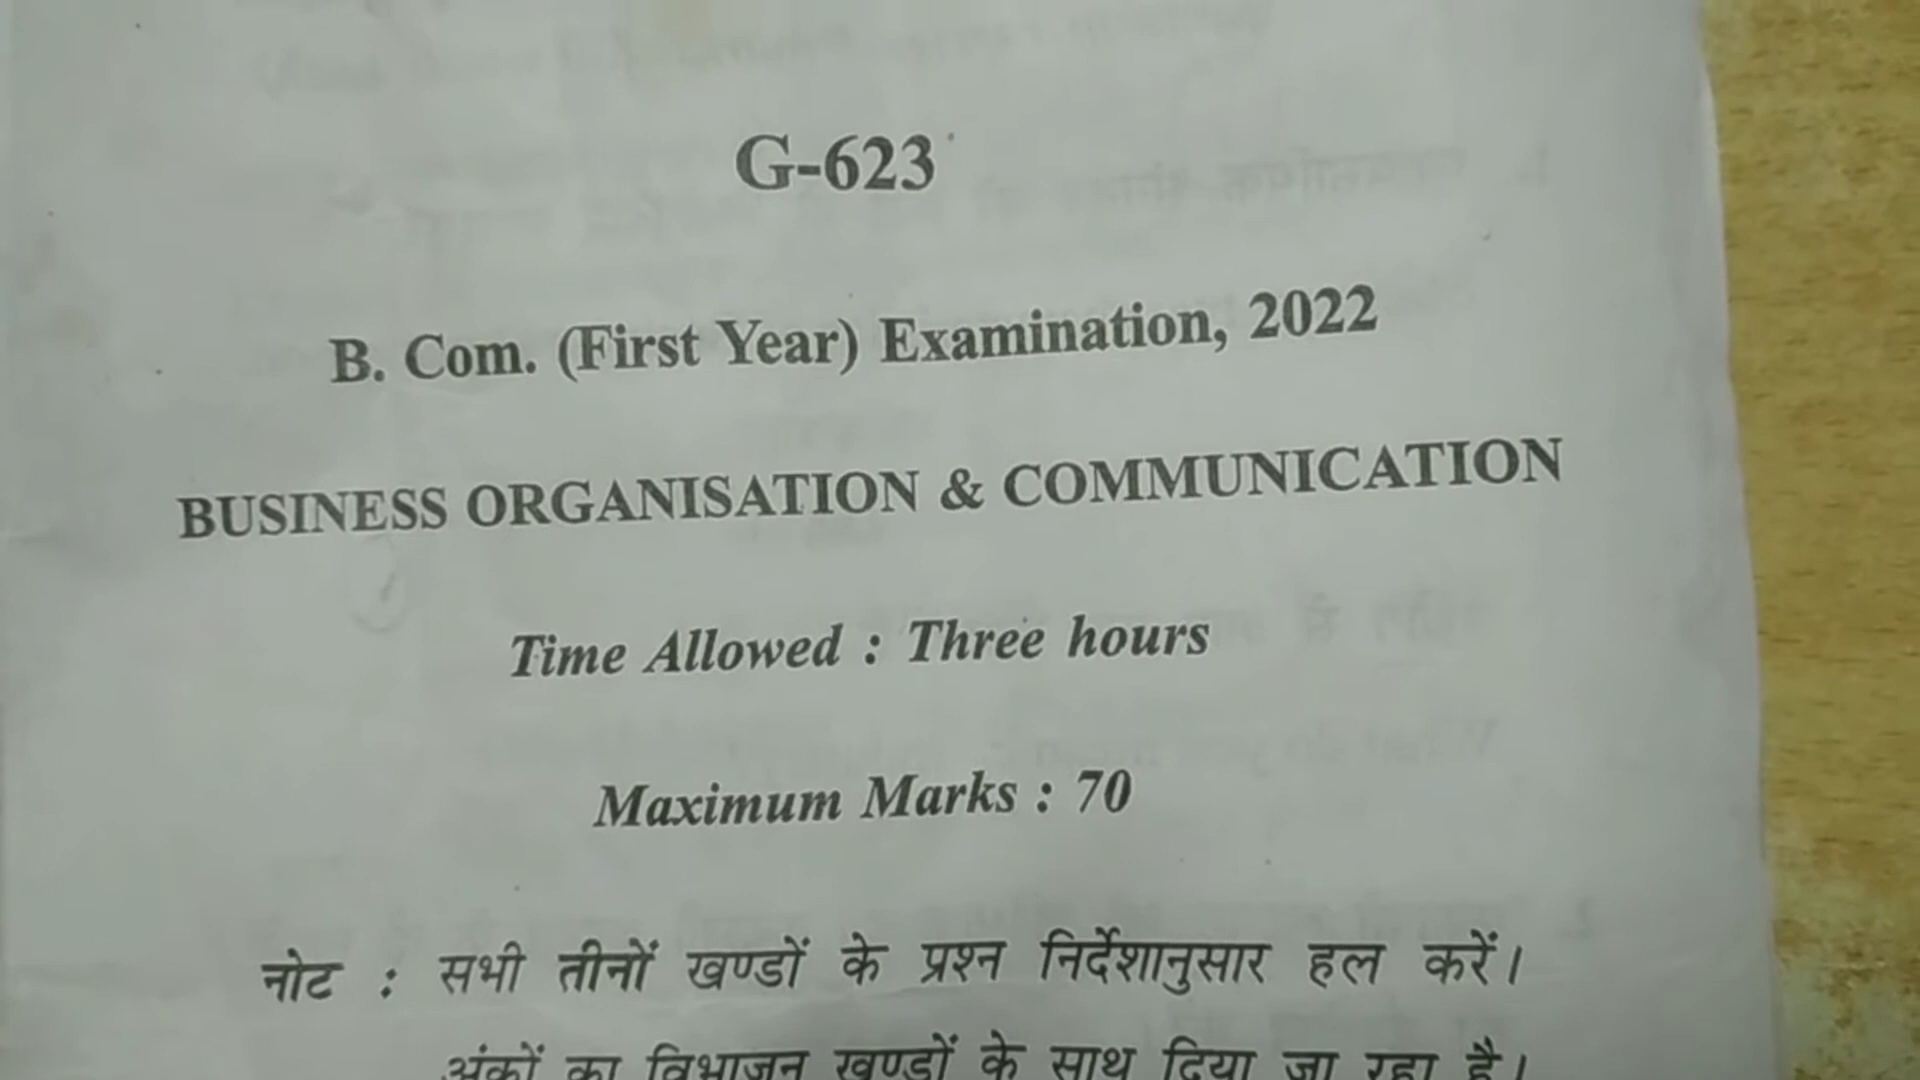 G-623
B. Com. (First Year) Examination, 2022
BUSINESS ORGANISATION & COMMUNICATION
Time Allowed : Three hours
Maximum Marks : 70
नोट : सभी तीनों खण्डों के प्रश्न निर्देशानुसार हल करें।
अंकों का विभाजन खण्डों के साथ दिया जा रहा है।